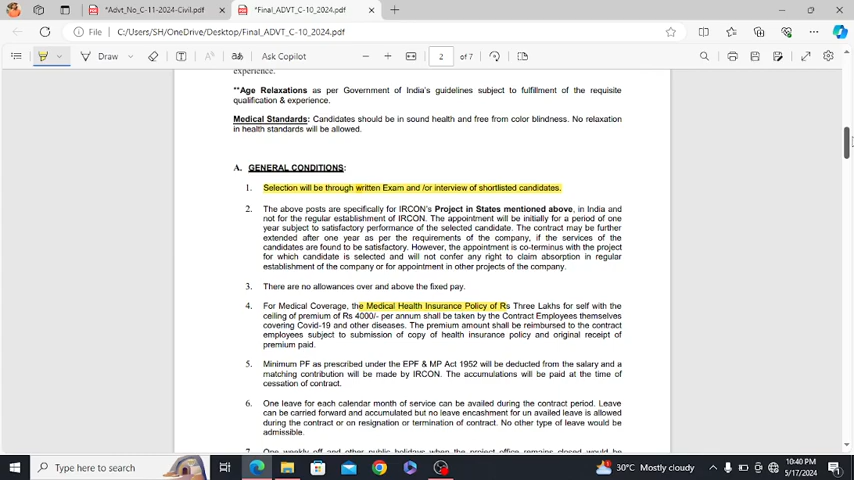 *Advt_No_C-11-2024-Civil.pdf
*Final_ADVT_C-10_2024.pdf
File
C:/Users/SH/OneDrive/Desktop/Final_ADVT_C-10_2024.pdf
Draw
Ask Copilot
2
of 7
experience.
**Age Relaxations as per Government of India's guidelines subject to fulfillment of the requisite
qualification & experience.
Medical Standards: Candidates should be in sound health and free from color blindness. No relaxation
in health standards will be allowed.
A. GENERAL CONDITIONS:
1. Selection will be through written Exam and /or interview of shortlisted candidates.
2. The above posts are specifically for IRCON's Project in States mentioned above, in India and
not for the regular establishment of IRCON. The appointment will be initially for a period of one
year subject to satisfactory performance of the selected candidate. The contract may be further
extended after one year as per the requirements of the company, if the services of the
candidates are found to be satisfactory. However, the appointment is co-terminus with the project
for which candidate is selected and will not confer any right to claim absorption in regular
establishment of the company or for appointment in other projects of the company.
3. There are no allowances over and above the fixed pay.
4. For Medical Coverage, the Medical Health Insurance Policy of Rs Three Lakhs for self with the
ceiling of premium of Rs 4000/- per annum shall be taken by the Contract Employees themselves
covering Covid-19 and other diseases. The premium amount shall be reimbursed to the contract
employees subject to submission of copy of health insurance policy and original receipt of
premium paid.
5. Minimum PF as prescribed under the EPF & MP Act 1952 will be deducted from the salary and a
matching contribution will be made by IRCON. The accumulations will be paid at the time of
cessation of contract.
6. One leave for each calendar month of service can be availed during the contract period. Leave
can be carried forward and accumulated but no leave encashment for un availed leave is allowed
during the contract or on resignation or termination of contract. No other type of leave would be
admissible.
7. One weekly off and other public holidays when the project office remains closed would be
Type here to search
30°C Mostly cloudy
10:40 PM
5/17/2024